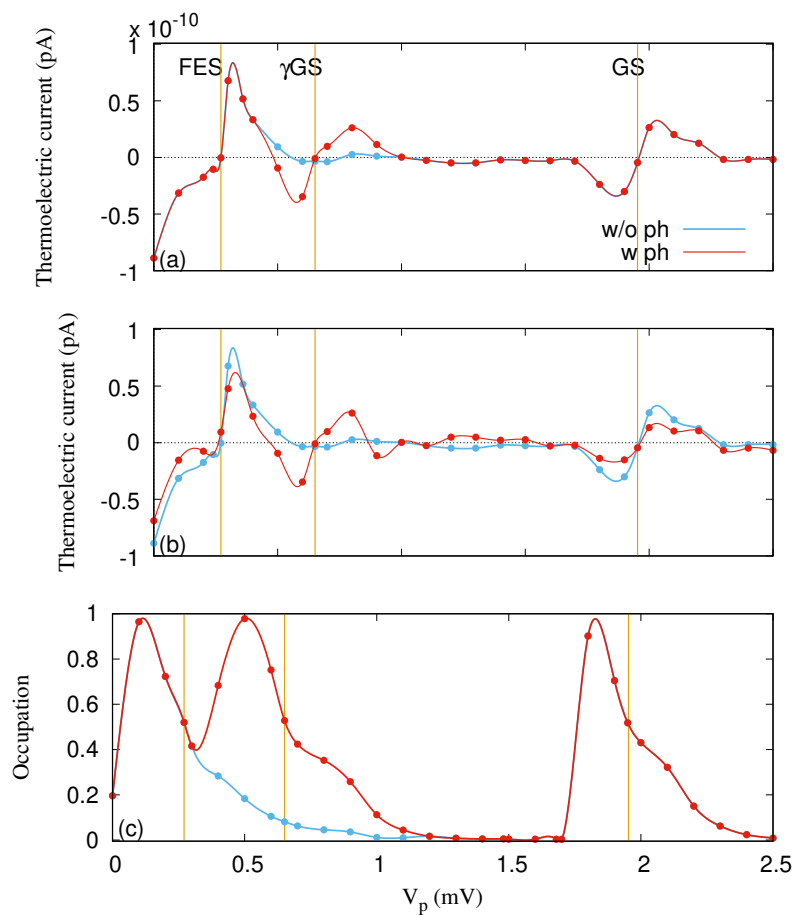 x 10-10
1
0.5
0
-0.5
-1
Thermoelectric current (pA)
FES
γGS
GS
w/o ph
w ph
(a)
1
0.5
0
-0.5
-1
Thermoelectric current (pA)
(b)
1
0.8
0.6
0.4
0.2
0
Occupation
(c)
0 0.5 1 1.5 2 2.5
Vp (mV)